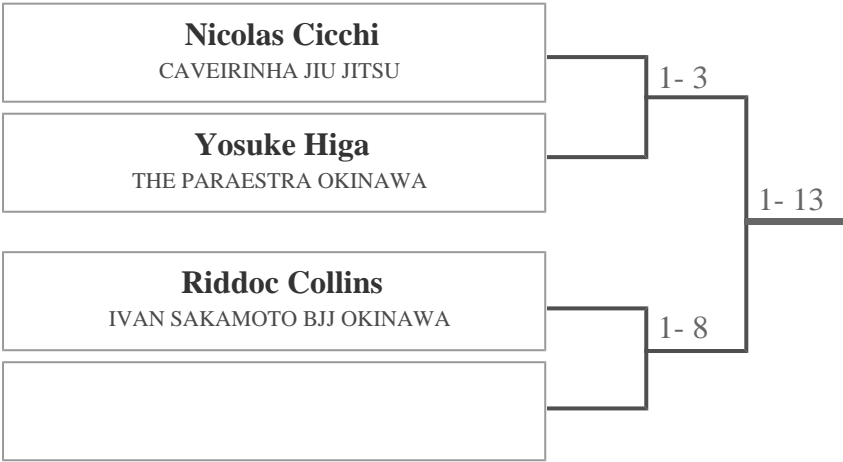 Nicolas Cicchi
CAVEIRINHA JIU JITSU
1- 3
Yosuke Higa
THE PARAESTRA OKINAWA
1- 13
Riddoc Collins
IVAN SAKAMOTO BJJ OKINAWA
1- 8